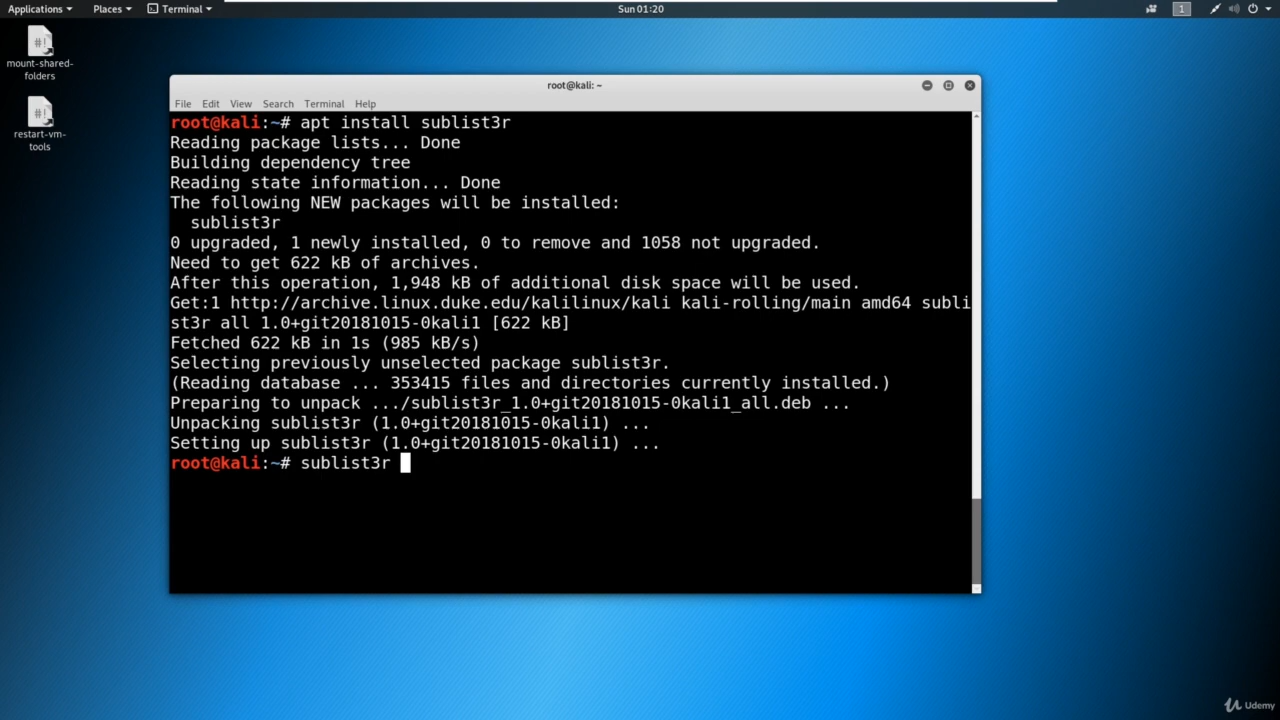 Applications Places Terminal Sun 01:20 1
mount-shared-
folders
restart-vm-
tools
root@kali: ~
File Edit View Search Terminal Help
root@kali:~# apt install sublist3r
Reading package lists... Done
Building dependency tree
Reading state information... Done
The following NEW packages will be installed:
  sublist3r
0 upgraded, 1 newly installed, 0 to remove and 1058 not upgraded.
Need to get 622 kB of archives.
After this operation, 1,948 kB of additional disk space will be used.
Get:1 http://archive.linux.duke.edu/kalilinux/kali kali-rolling/main amd64 subli
st3r all 1.0+git20181015-0kali1 [622 kB]
Fetched 622 kB in 1s (985 kB/s)
Selecting previously unselected package sublist3r.
(Reading database ... 353415 files and directories currently installed.)
Preparing to unpack .../sublist3r_1.0+git20181015-0kali1_all.deb ...
Unpacking sublist3r (1.0+git20181015-0kali1) ...
Setting up sublist3r (1.0+git20181015-0kali1) ...
root@kali:~# sublist3r
Udemy